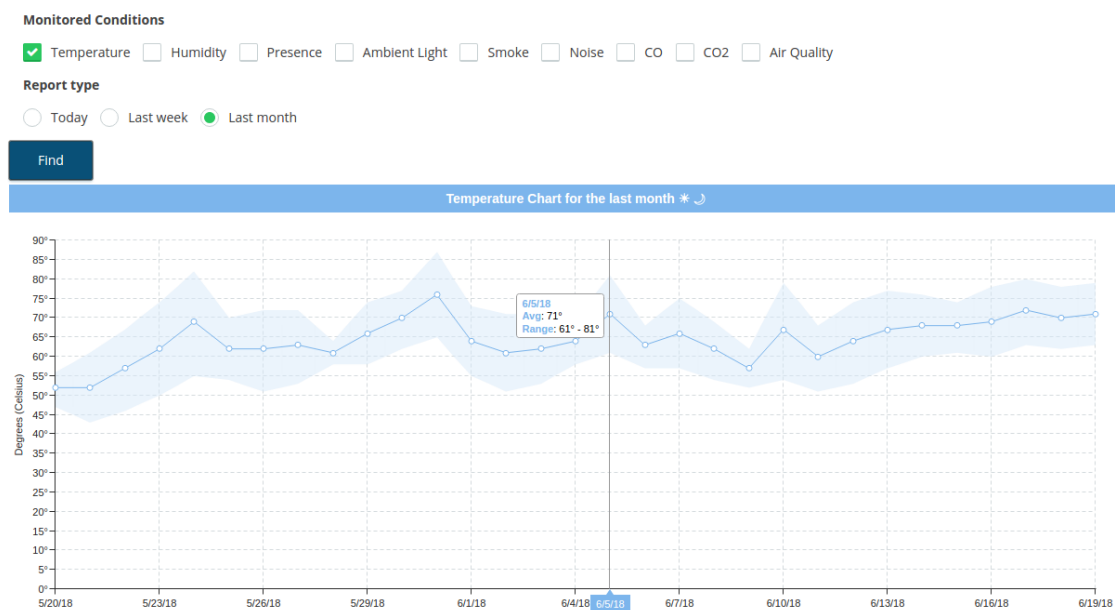 Monitored Conditions
Temperature Humidity Presence Ambient Light Smoke Noise CO CO2 Air Quality
Report type
Today Last week Last month
Find
Temperature Chart for the last month ☀ 🌙
90°
85°
80°
75°
70°
65°
60°
55°
50°
45°
40°
35°
30°
25°
20°
15°
10°
5°
0°
Degrees (Celsius)
6/5/18
Avg: 71°
Range: 61° - 81°
5/20/18 5/23/18 5/26/18 5/29/18 6/1/18 6/4/18 6/5/18 6/7/18 6/10/18 6/13/18 6/16/18 6/19/18